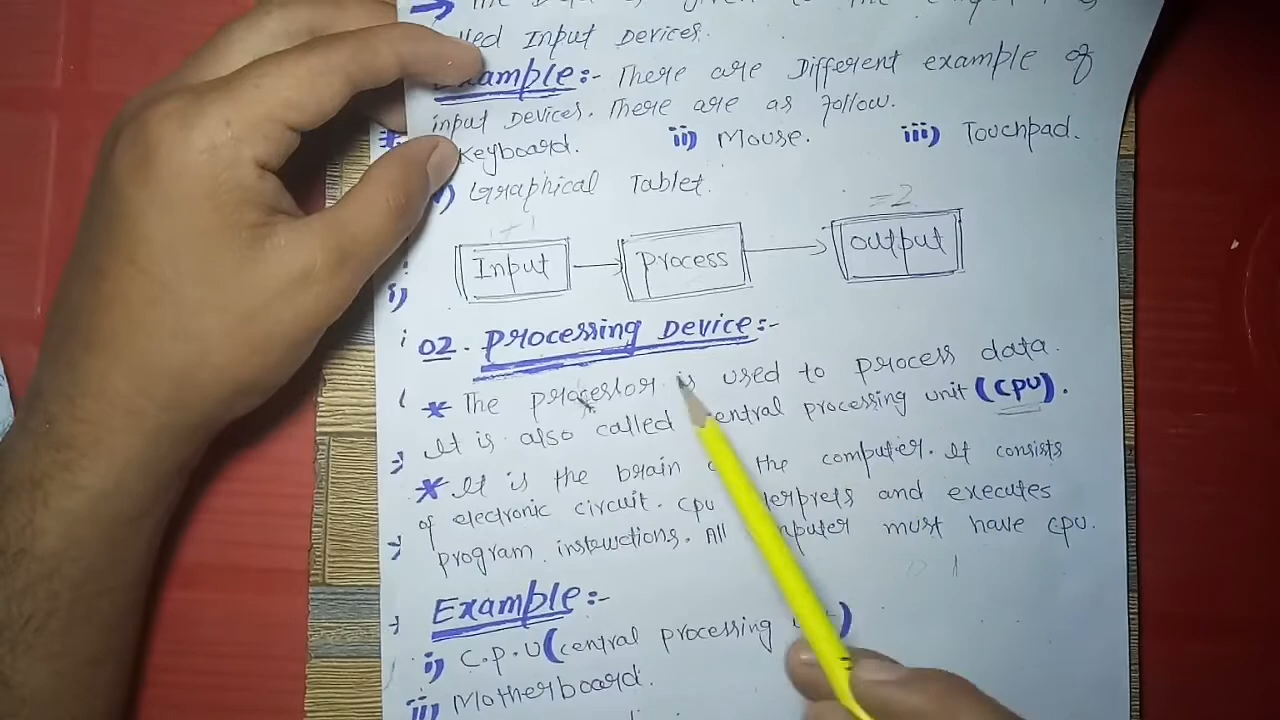 called Input Devices.
Example:- There are Different example of
input Devices. There are as follow.
Keyboard. ii) Mouse. iii) Touchpad.
Graphical Tablet.
=2
Input Process output
02. Processing Device:-
* The processor is used to process data.
It is also called central processing unit (CPU).
* It is the brain of the computer. It consists
of electronic circuit. CPU interprets and executes
program instructions. All computer must have CPU.
Example:-
i) C.P.U (central processing
ii) Motherboard.